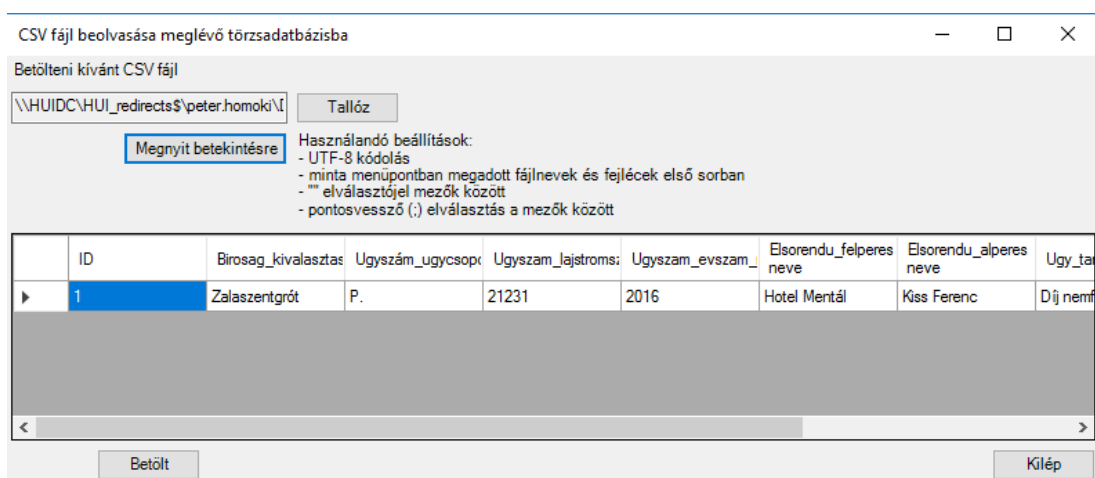 CSV fájl beolvasása meglévő törzsadatbázisba
Betölteni kívánt CSV fájl
\\HUIDC\HUI_redirects$\peter.homoki\[ Tallóz
Megnyit betekintésre
Használandó beállítások:
- UTF-8 kódolás
- minta menüpontban megadott fájlnevek és fejlécek első sorban
- "" elválasztójel mezők között
- pontosvessző (;) elválasztás a mezők között
ID Birosag_kivalasztas Ugyszám_ugycsopo Ugyszam_lajstromsz Ugyszam_evszam_ Elsorendu_felperes neve Elsorendu_alperes neve Ugy_tar
1 Zalaszentgrót P. 21231 2016 Hotel Mentál Kiss Ferenc Díj nemf
Betölt Kilép